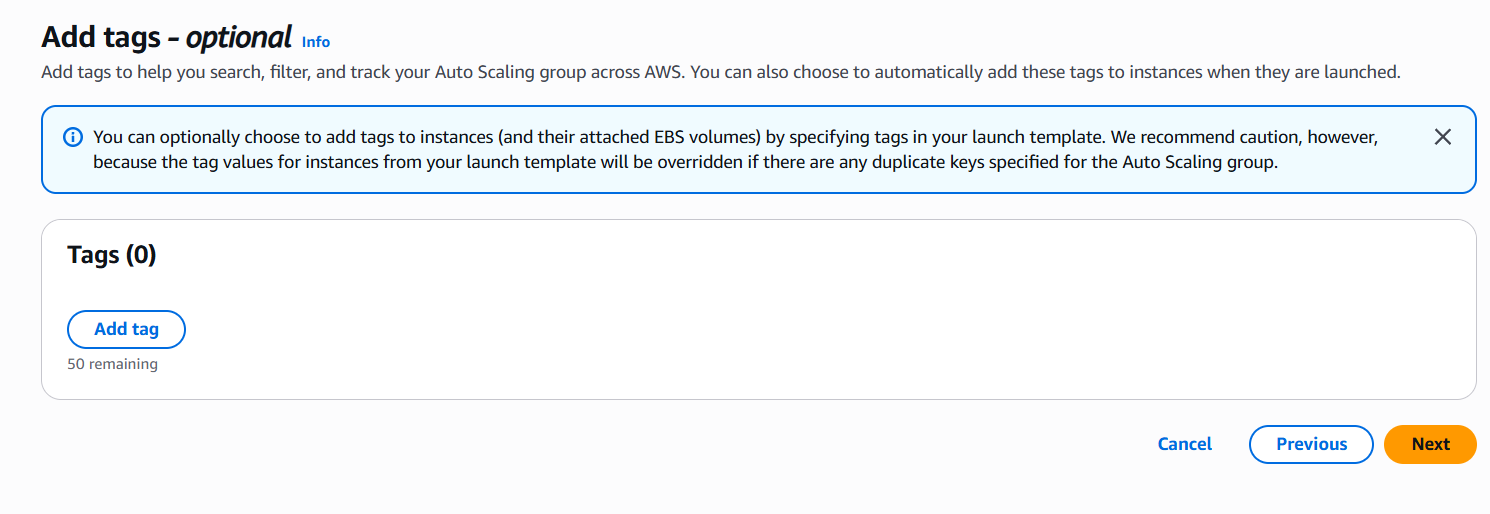 Add tags - optional Info
Add tags to help you search, filter, and track your Auto Scaling group across AWS. You can also choose to automatically add these tags to instances when they are launched.
You can optionally choose to add tags to instances (and their attached EBS volumes) by specifying tags in your launch template. We recommend caution, however,
because the tag values for instances from your launch template will be overridden if there are any duplicate keys specified for the Auto Scaling group.
Tags (0)
Add tag
50 remaining
Cancel Previous Next